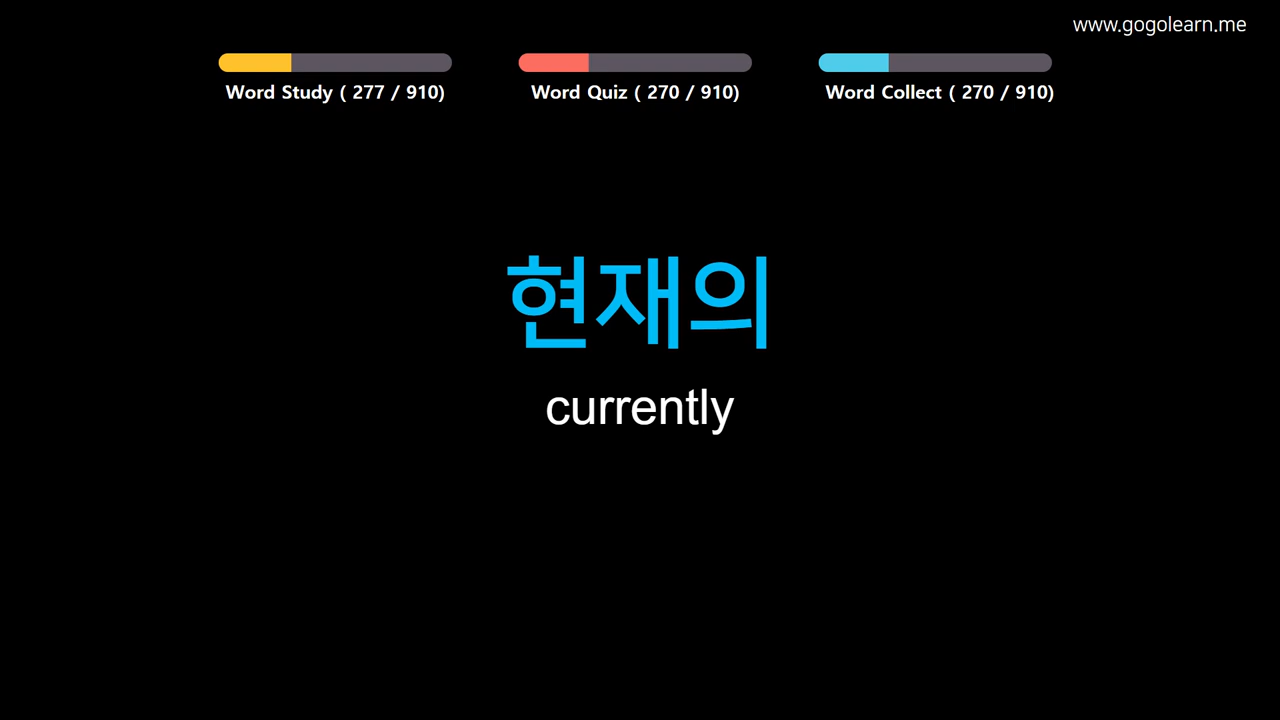 www.gogolearn.me
Word Study ( 277 / 910)
Word Quiz ( 270 / 910)
Word Collect ( 270 / 910)
현재의
currently